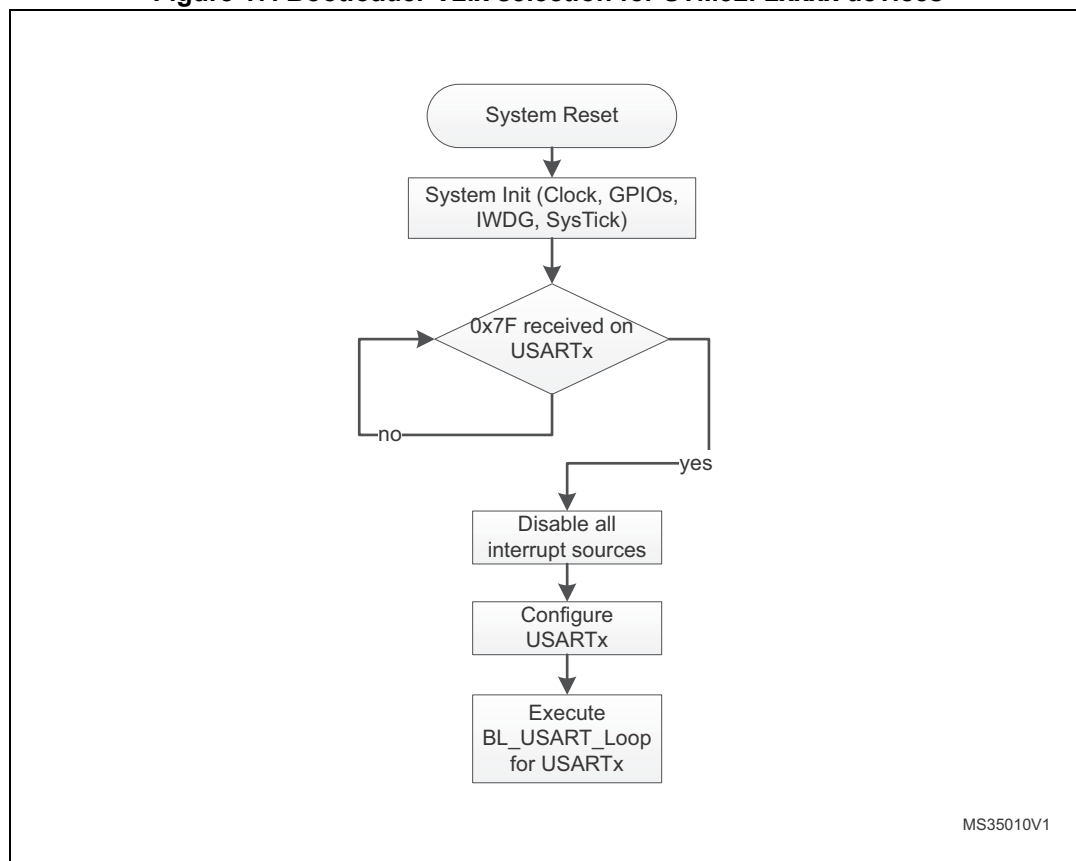 System Reset
System Init (Clock, GPIOs,
IWDG, SysTick)
0x7F received on
USARTx
no
yes
Disable all
interrupt sources
Configure
USARTx
Execute
BL_USART_Loop
for USARTx
MS35010V1